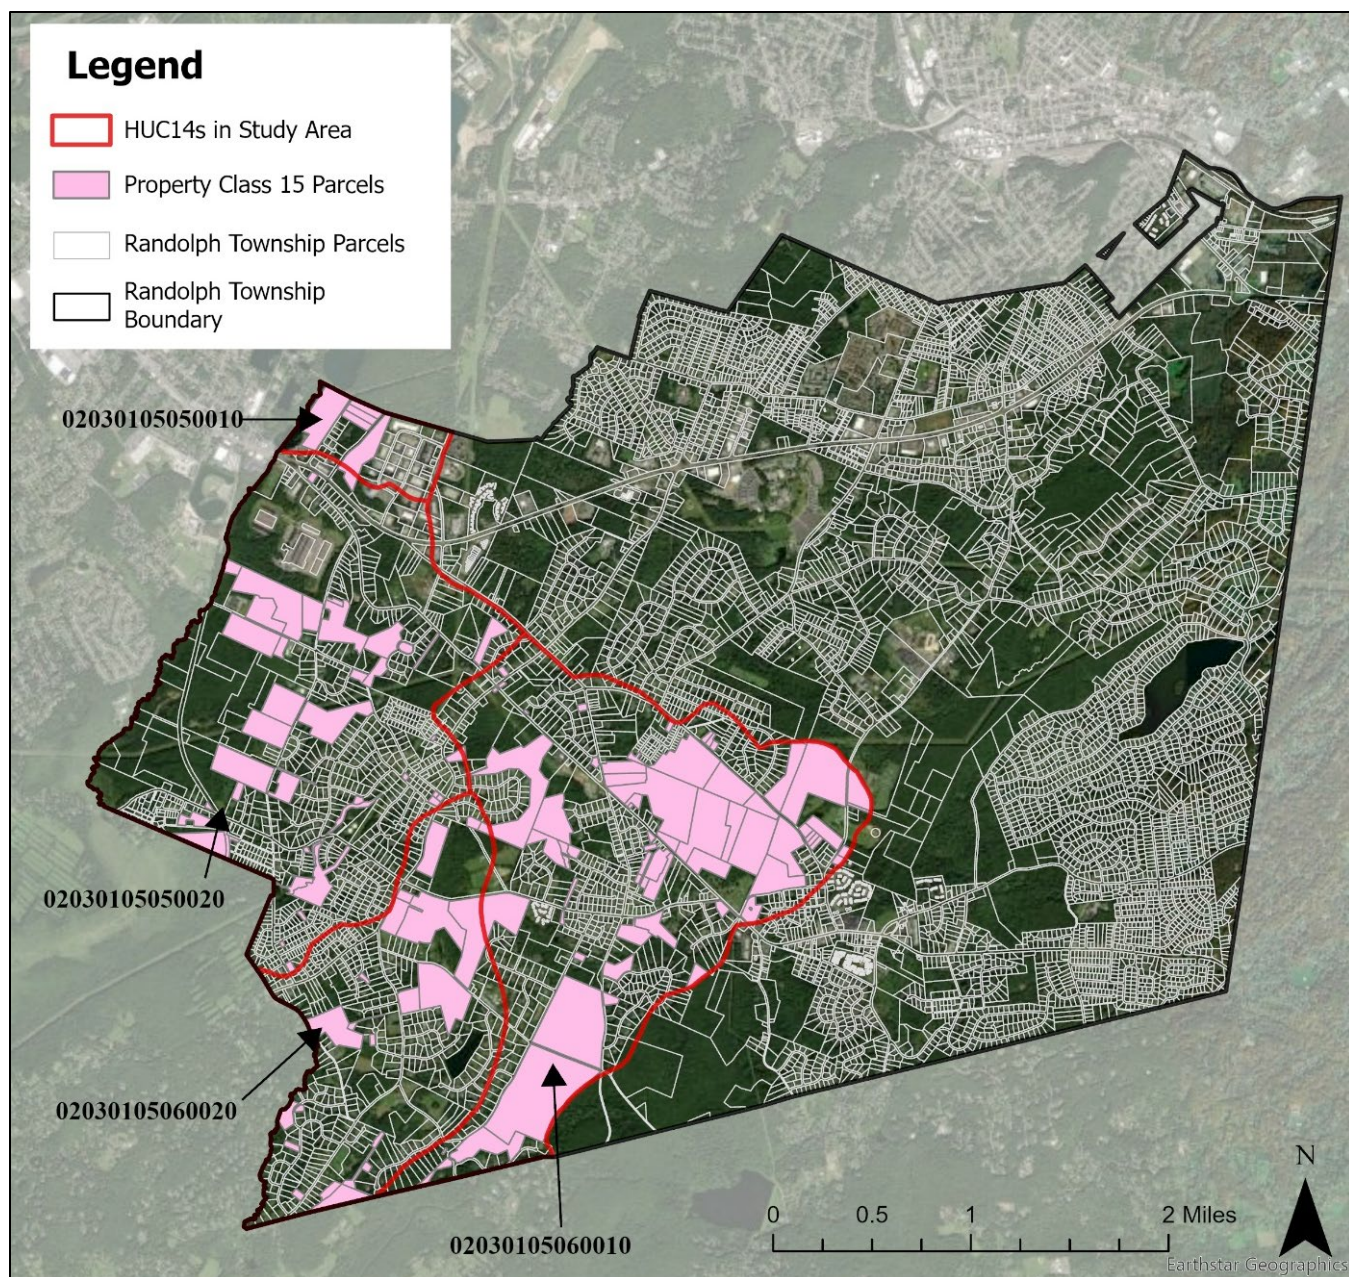 Legend
HUC14s in Study Area
Property Class 15 Parcels
Randolph Township Parcels
Randolph Township
Boundary
02030105050010
02030105050020
02030105060020
02030105060010
N
0 0.5 1 2 Miles
Earthstar Geographics